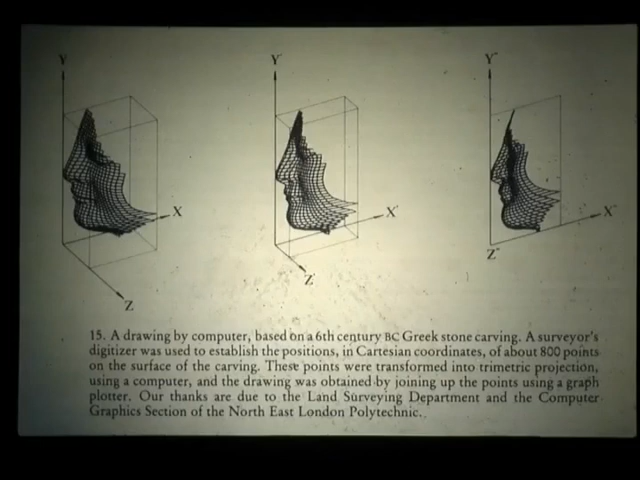 Y Y' Y"
X X' X"
Z Z' Z"
15. A drawing by computer, based on a 6th century BC Greek stone carving. A surveyor's
digitizer was used to establish the positions, in Cartesian coordinates, of about 800 points
on the surface of the carving. These points were transformed into trimetric projection,
using a computer, and the drawing was obtained by joining up the points using a graph
plotter. Our thanks are due to the Land Surveying Department and the Computer
Graphics Section of the North East London Polytechnic.